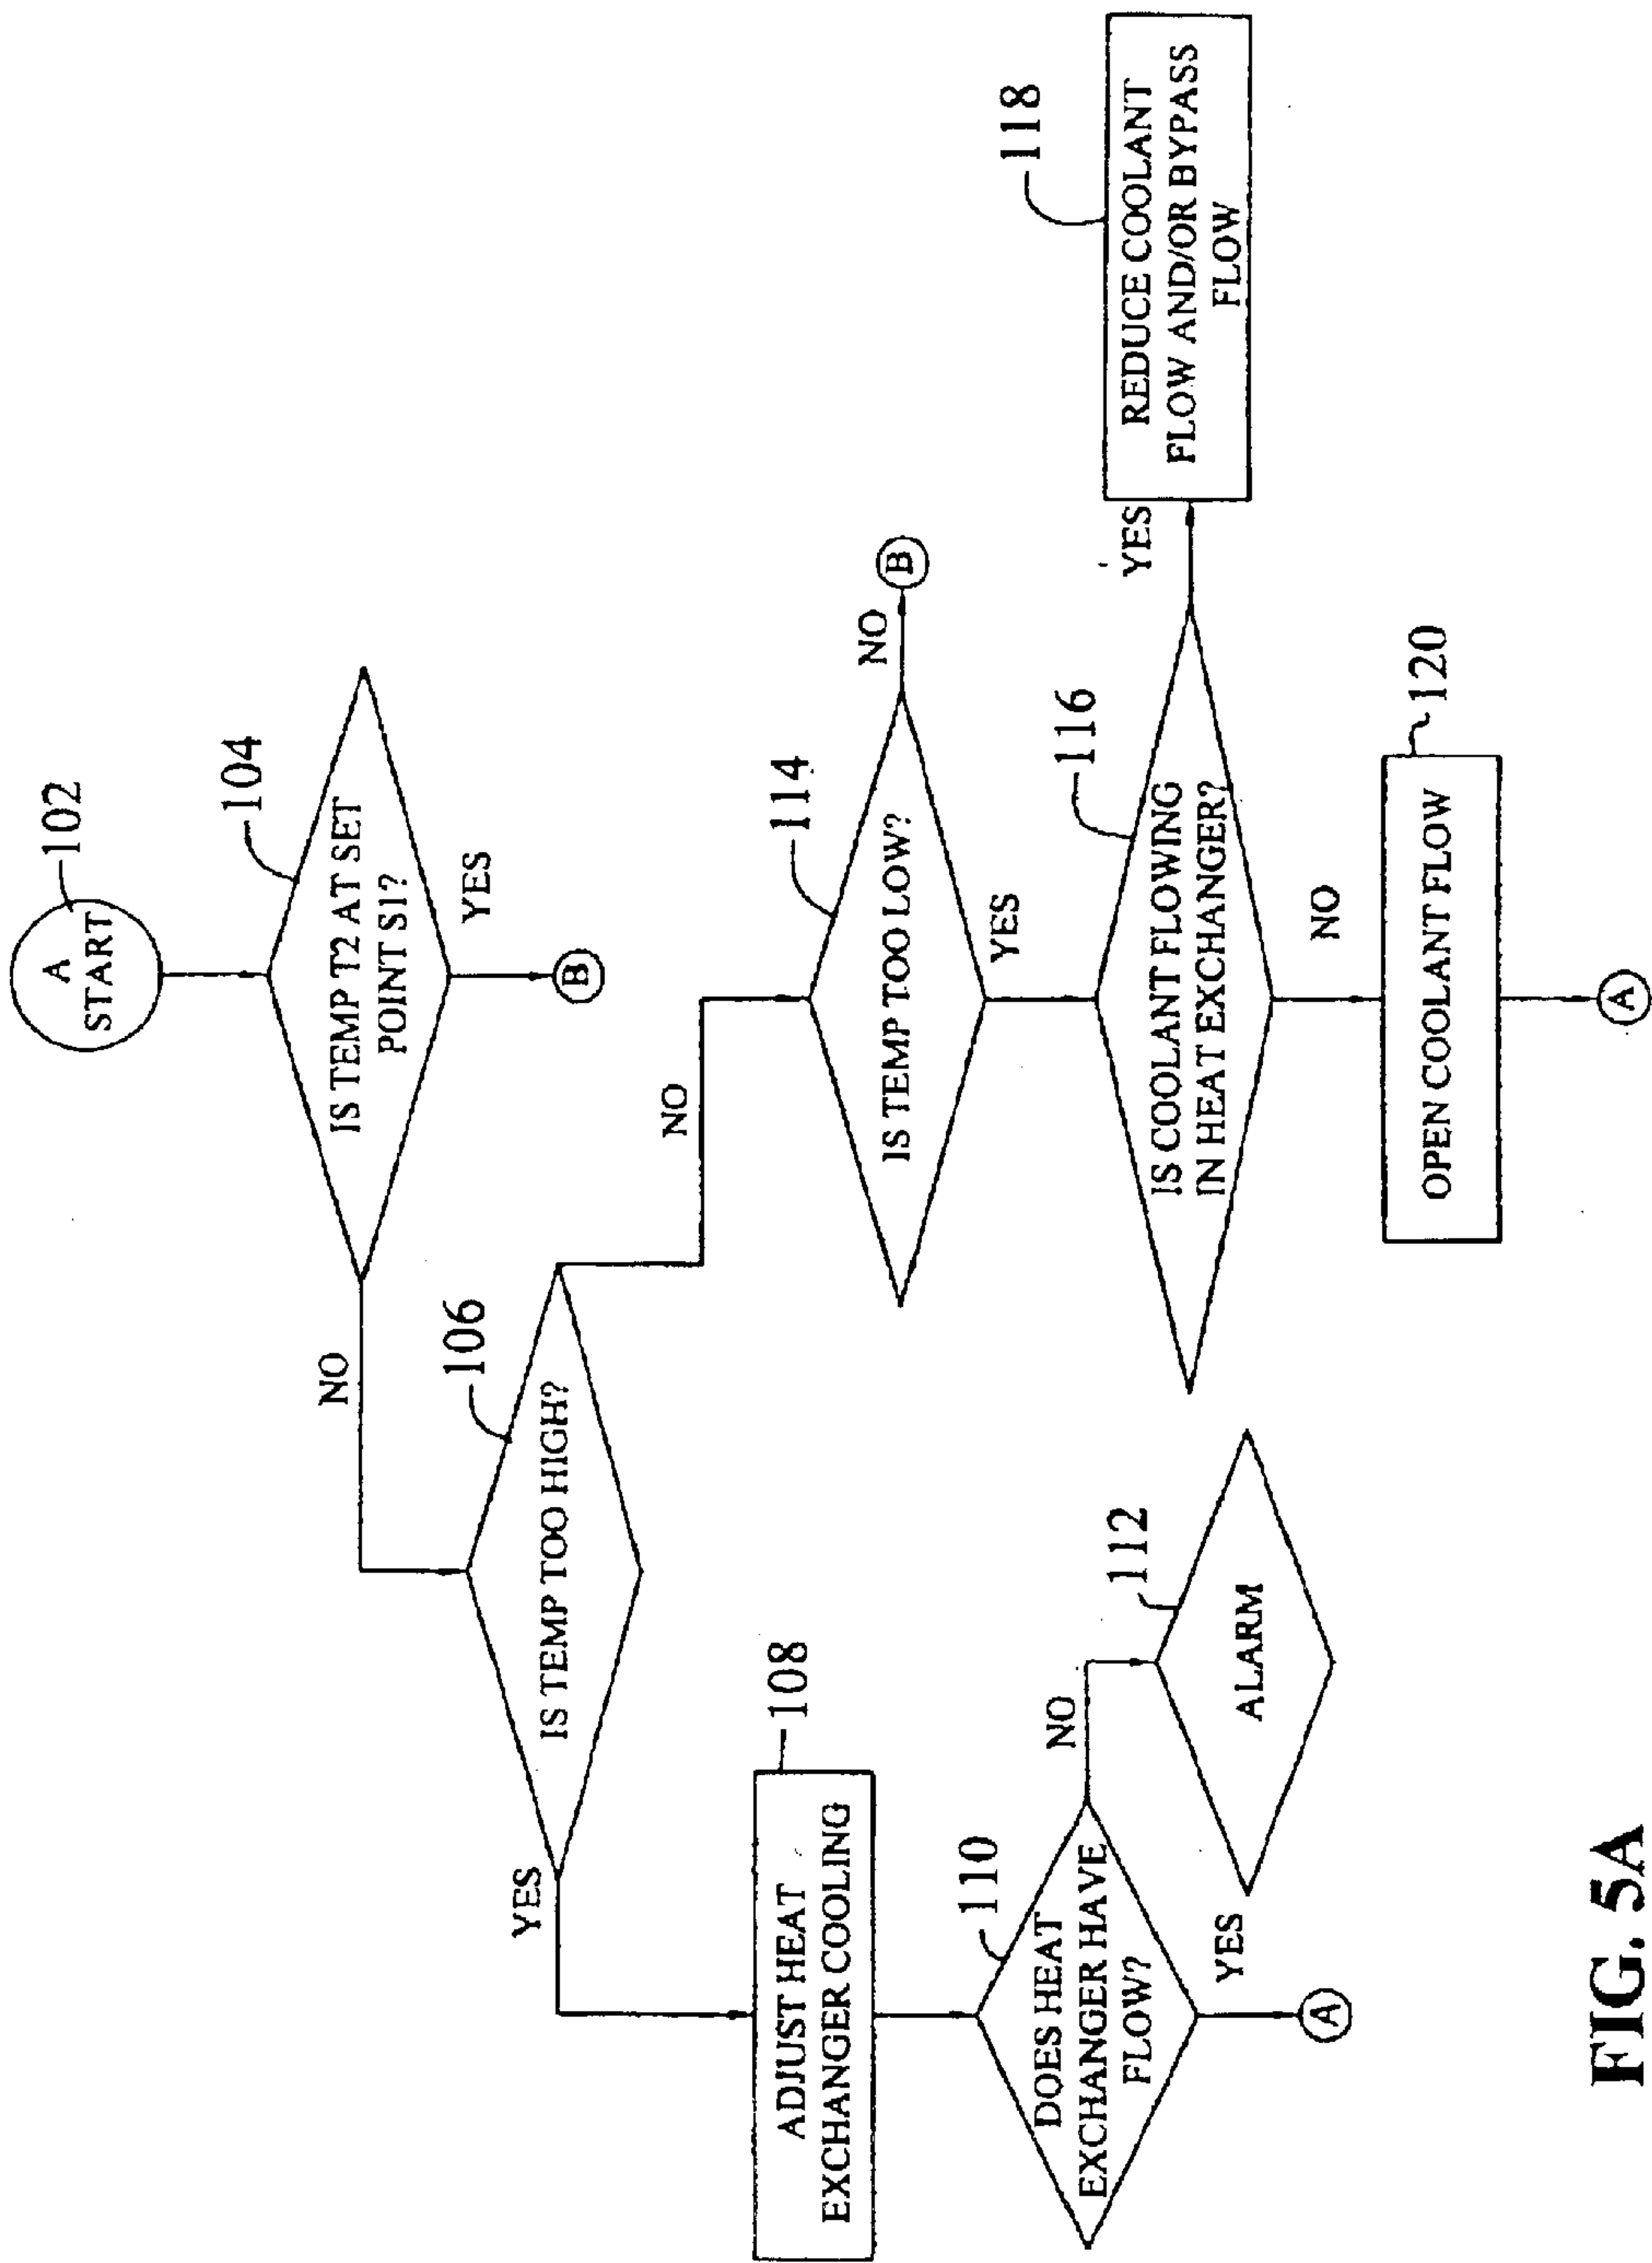 A
START
102
IS TEMP T2 AT SET
POINT S1?
104
YES
B
NO
IS TEMP TOO HIGH?
106
YES
NO
ADJUST HEAT
EXCHANGER COOLING
108
DOES HEAT
EXCHANGER HAVE
FLOW?
110
NO
ALARM
112
YES
A
IS TEMP TOO LOW?
114
NO
B
YES
IS COOLANT FLOWING
IN HEAT EXCHANGER?
116
YES
REDUCE COOLANT
FLOW AND/OR BYPASS
FLOW
118
NO
OPEN COOLANT FLOW
120
A
FIG. 5A